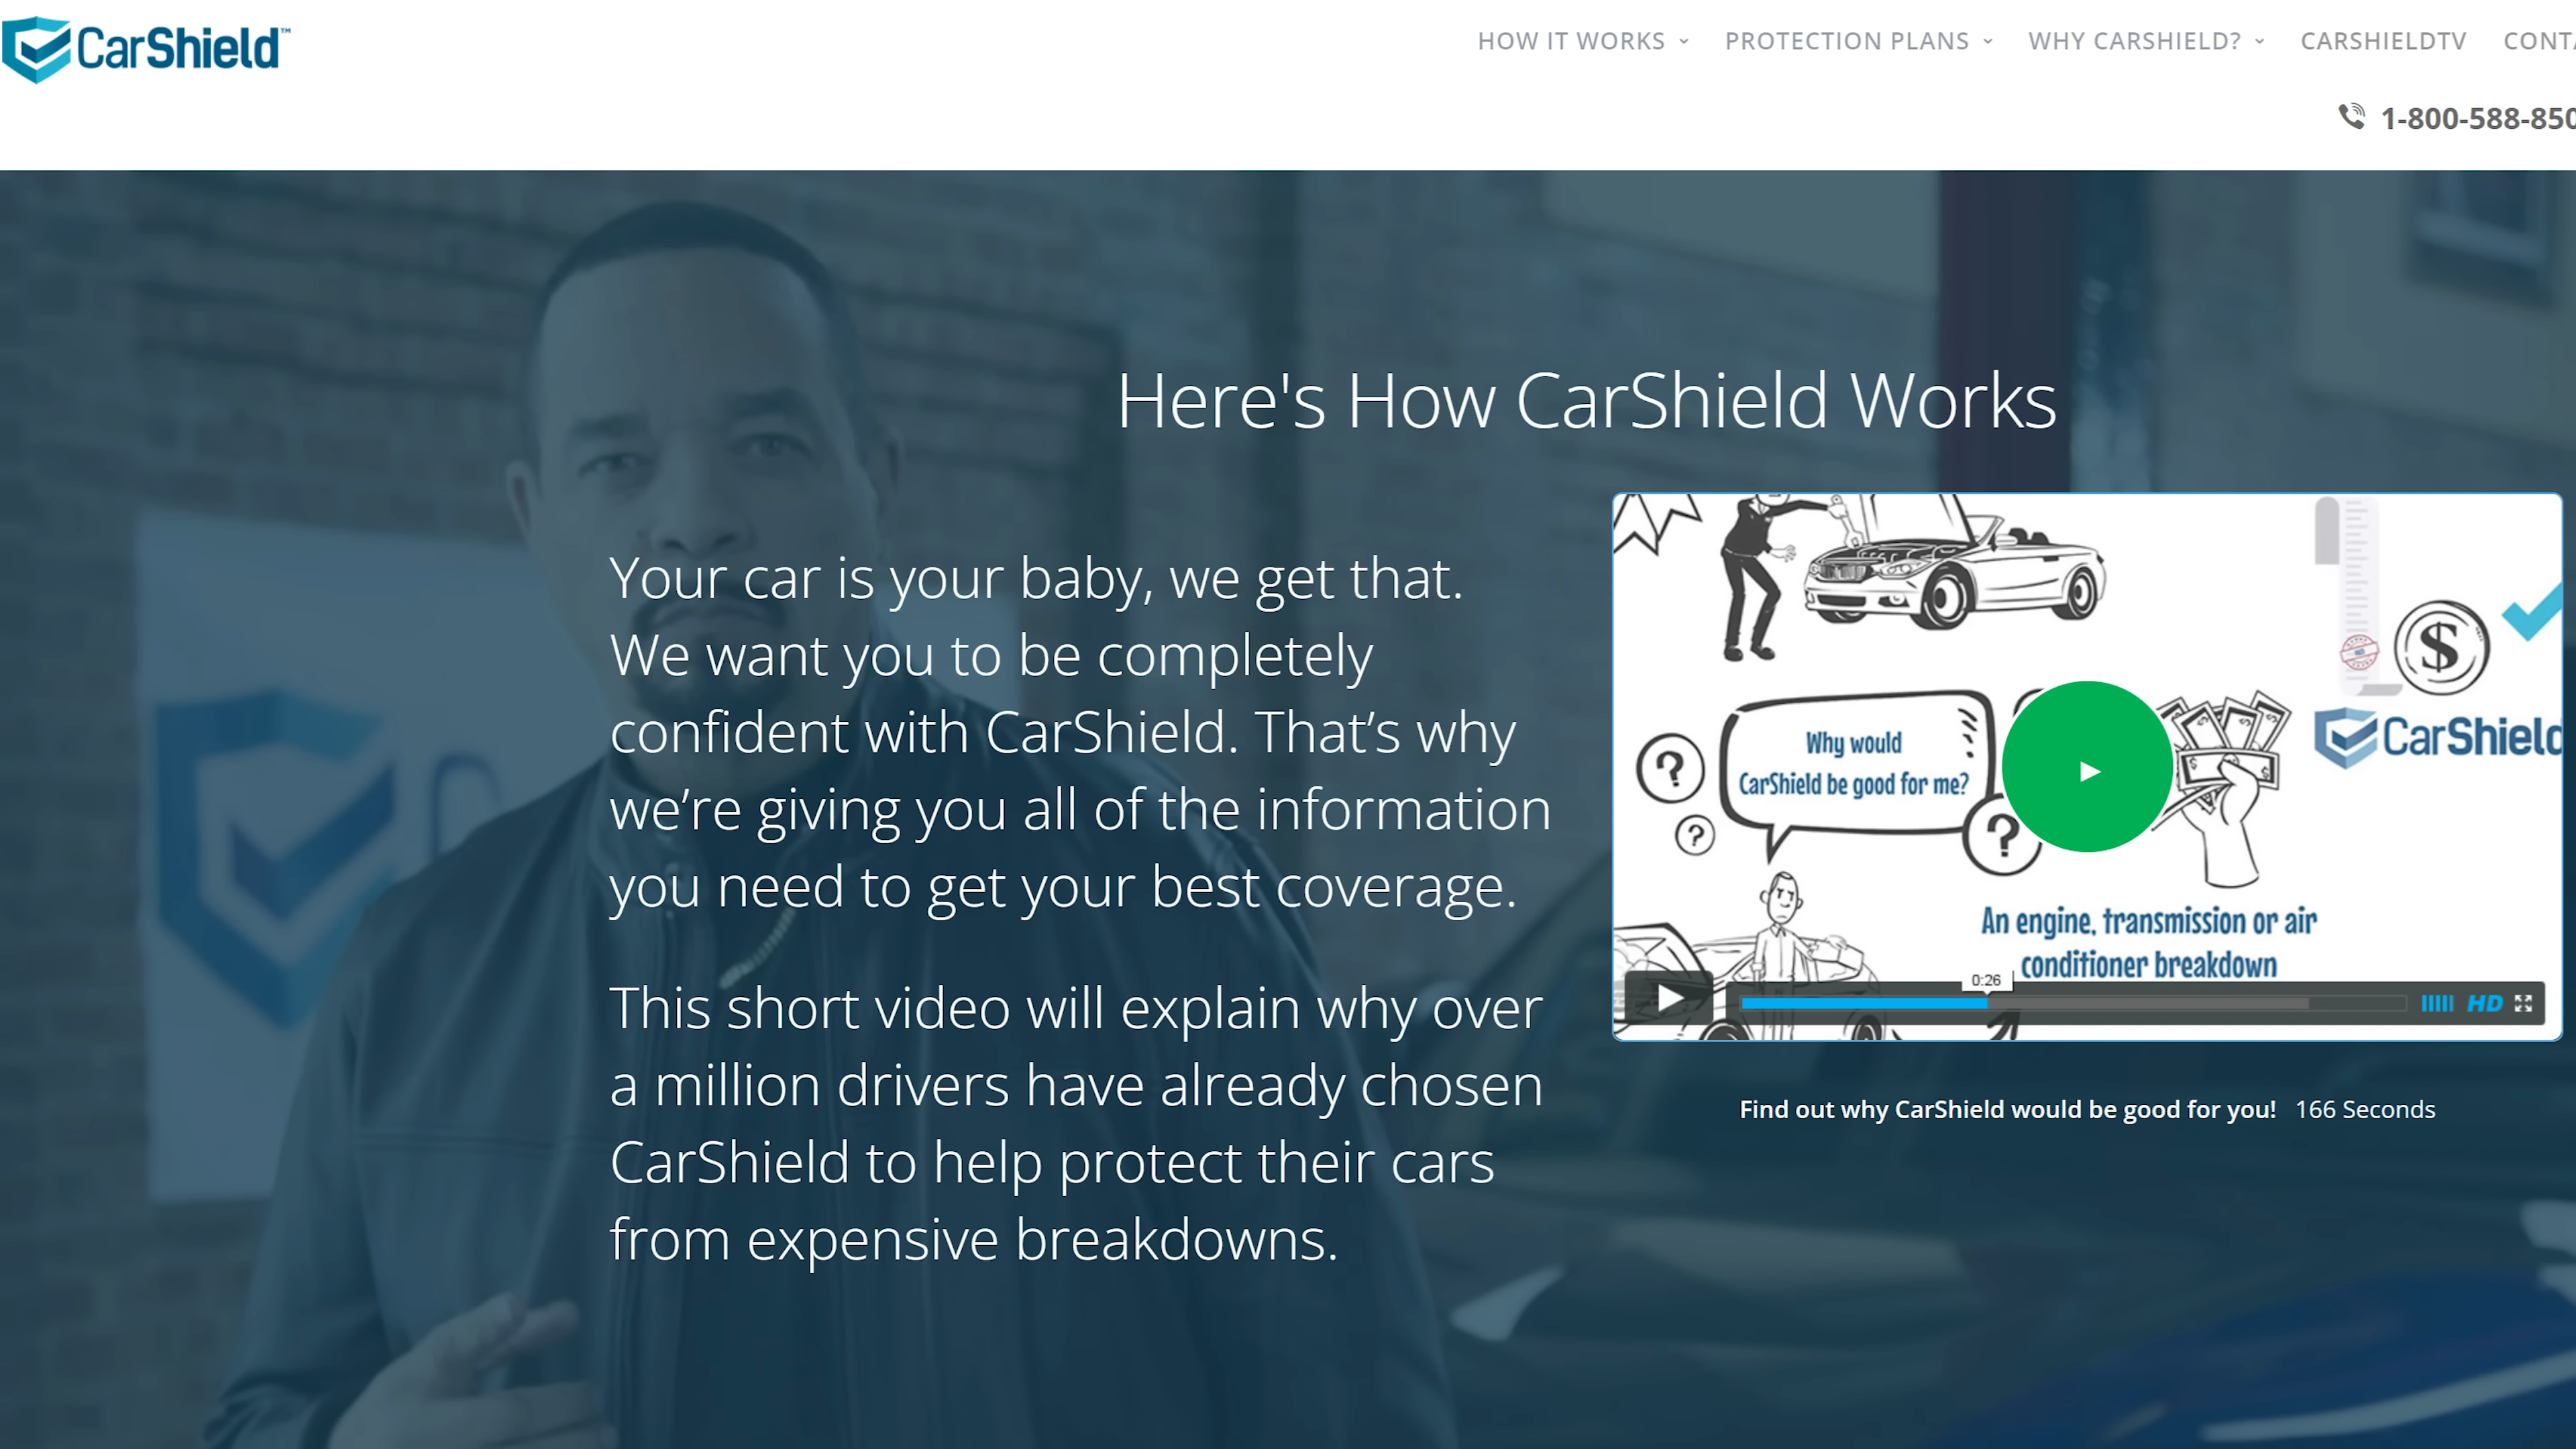 CarShield™
HOW IT WORKS
PROTECTION PLANS
WHY CARSHIELD?
CARSHIELDTV
CONTA
1-800-588-850
Here's How CarShield Works
Your car is your baby, we get that.
We want you to be completely
confident with CarShield. That’s why
we’re giving you all of the information
you need to get your best coverage.
This short video will explain why over
a million drivers have already chosen
CarShield to help protect their cars
from expensive breakdowns.
$
CarShield
Why would
CarShield be good for me?
?
?
?
An engine, transmission or air
conditioner breakdown
0:26
HD
Find out why CarShield would be good for you! 166 Seconds